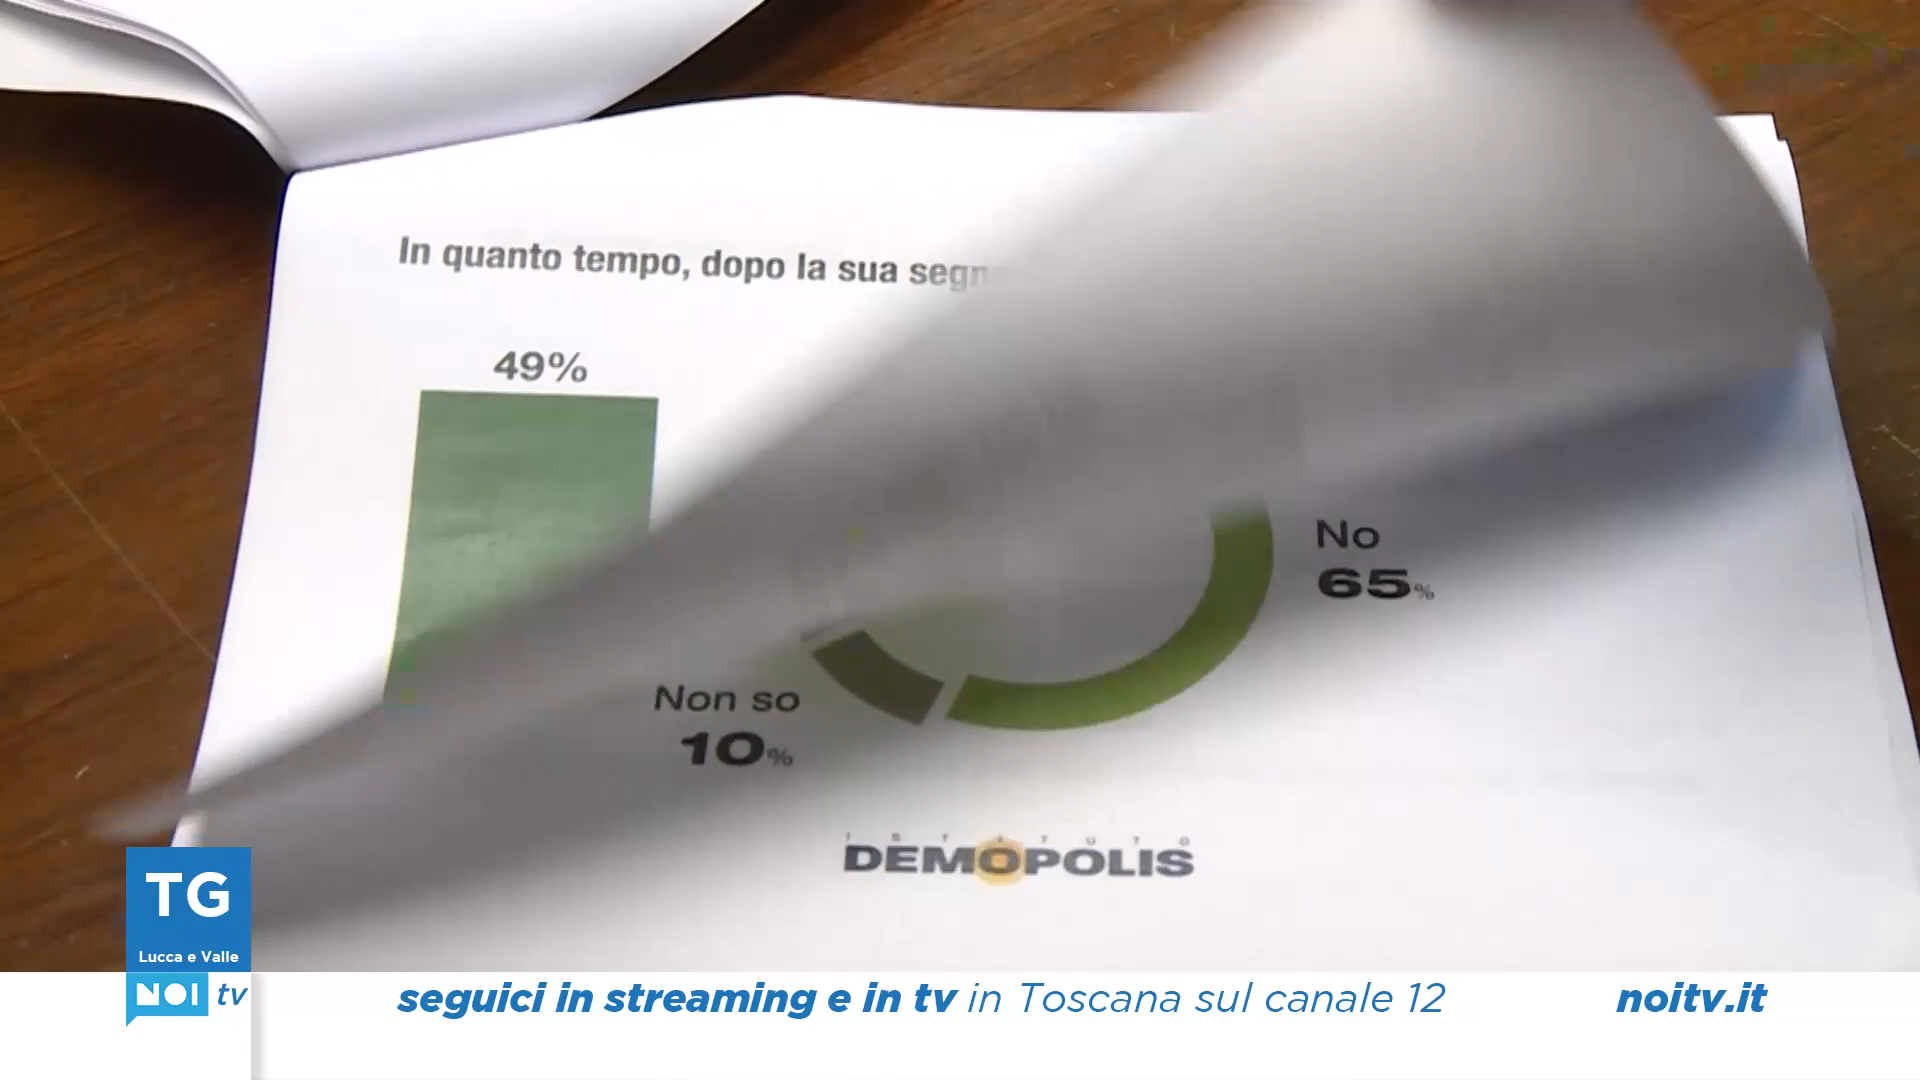 In quanto tempo, dopo la sua segn
49%
No
65%
Non so
10%
ISTITUTO
DEMOPOLIS
TG
Lucca e Valle
NOI tv
seguici in streaming e in tv in Toscana sul canale 12
noitv.it